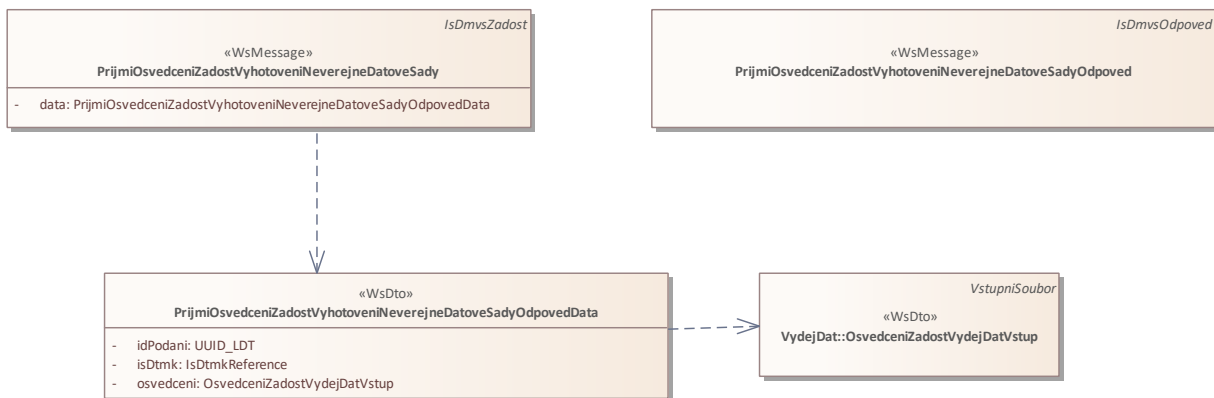 IsDmvsZadost
«WsMessage»
PrijmiOsvedceniZadostVyhotoveniNeverejneDatoveSady
- data: PrijmiOsvedceniZadostVyhotoveniNeverejneDatoveSadyOdpovedData
IsDmvsOdpoved
«WsMessage»
PrijmiOsvedceniZadostVyhotoveniNeverejneDatoveSadyOdpoved
«WsDto»
PrijmiOsvedceniZadostVyhotoveniNeverejneDatoveSadyOdpovedData
- idPodani: UUID_LDT
- isDtmk: IsDtmkReference
- osvedceni: OsvedceniZadostVydejDatVstup
VstupniSoubor
«WsDto»
VydejDat::OsvedceniZadostVydejDatVstup